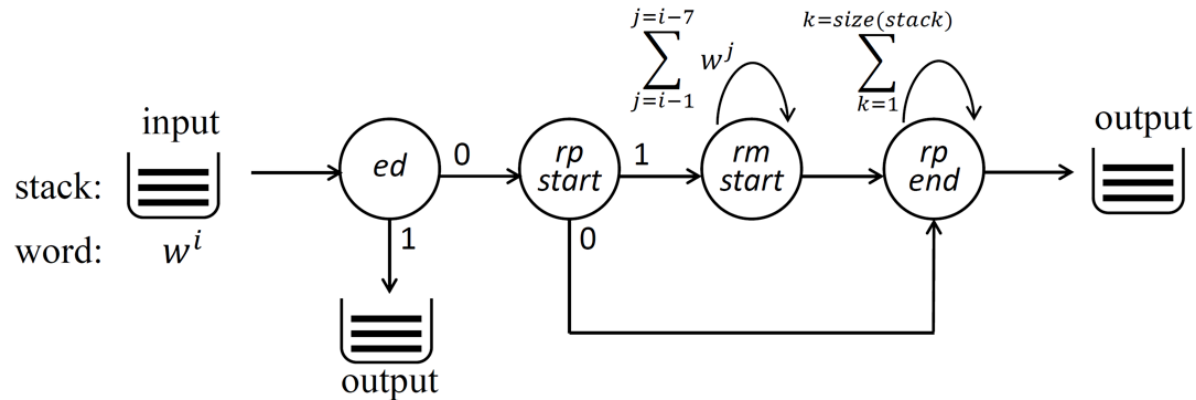 input
stack:
word: w^i
ed
0
1
output
rp
start
1
0
j=i-7
∑ w^j
j=i-1
rm
start
k=size(stack)
∑
k=1
rp
end
output